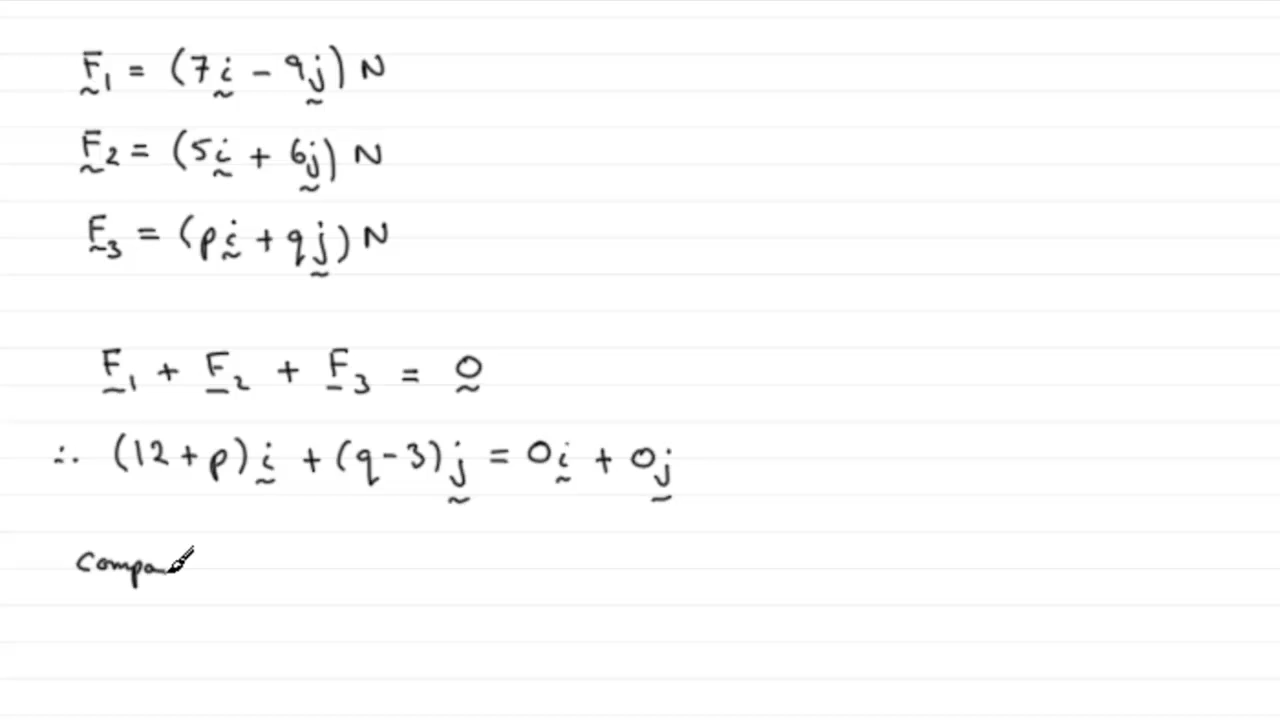 F₁ = (7i - 9j) N
F₂ = (5i + 6j) N
F₃ = (pi + qj) N
F₁ + F₂ + F₃ = 0
∴ (12 + p)i + (q - 3)j = 0i + 0j
Compa